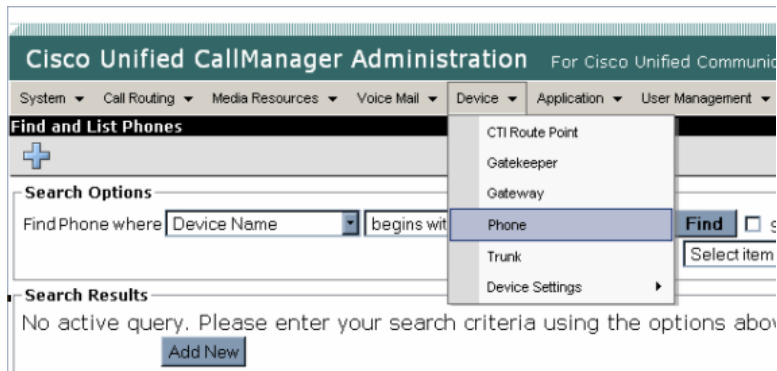 Cisco Unified CallManager Administration For Cisco Unified Communic
System Call Routing Media Resources Voice Mail Device Application User Management
Find and List Phones
CTI Route Point
Gatekeeper
Gateway
Phone
Trunk
Device Settings
Search Options
Find Phone where Device Name begins wit Find
Select item
Search Results
No active query. Please enter your search criteria using the options abov
Add New